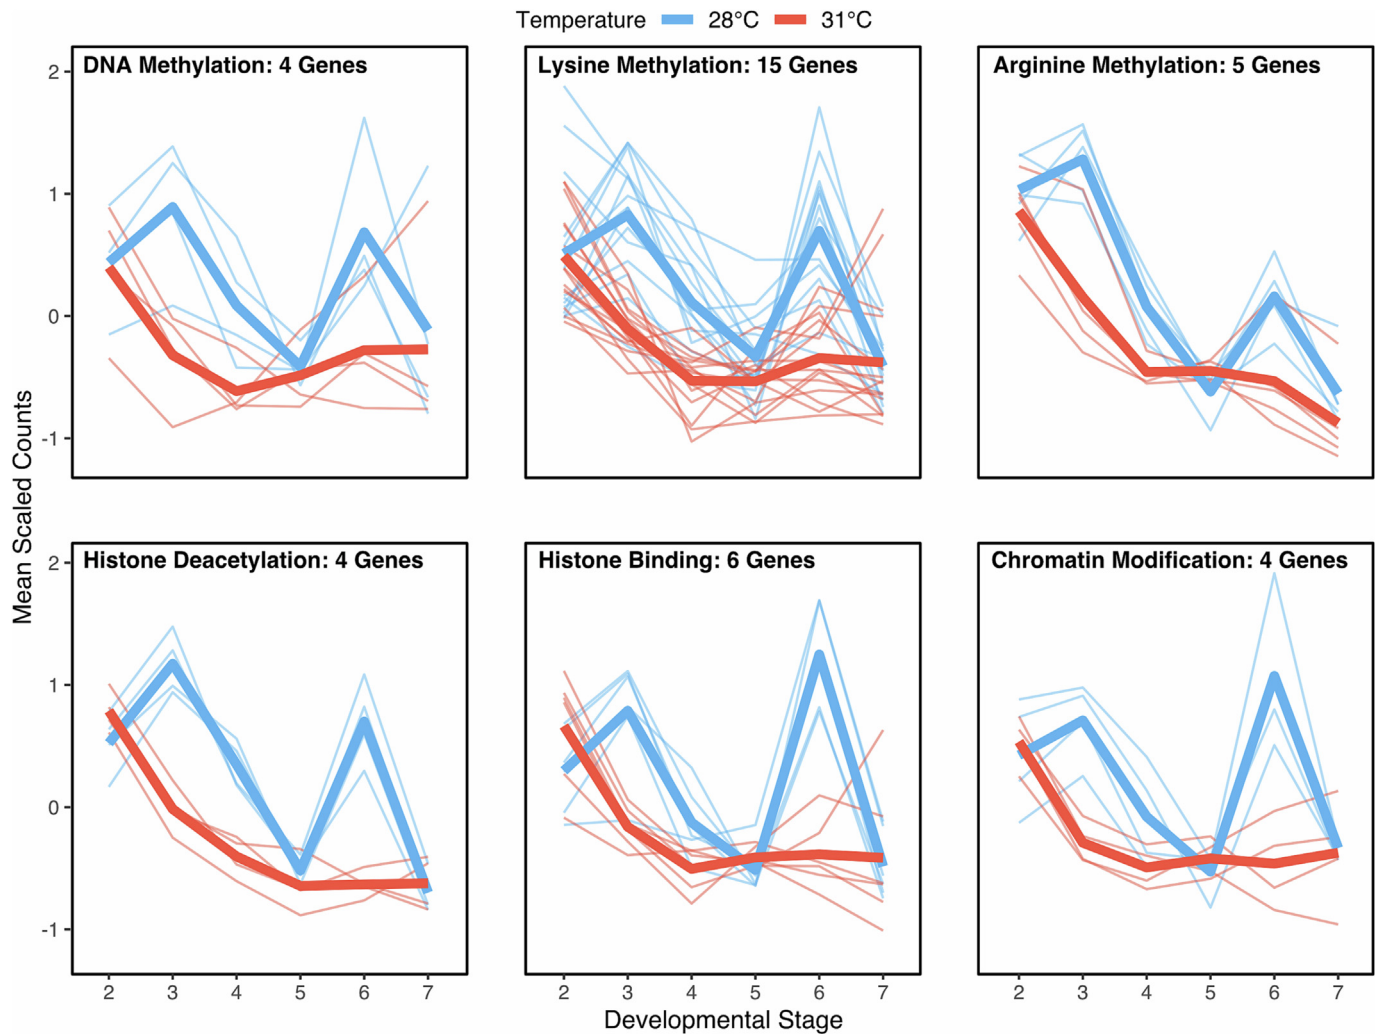 Temperature 28°C 31°C
DNA Methylation: 4 Genes
Lysine Methylation: 15 Genes
Arginine Methylation: 5 Genes
2
1
0
-1
Mean Scaled Counts
Histone Deacetylation: 4 Genes
Histone Binding: 6 Genes
Chromatin Modification: 4 Genes
2
1
0
-1
2 3 4 5 6 7
2 3 4 5 6 7
2 3 4 5 6 7
Developmental Stage